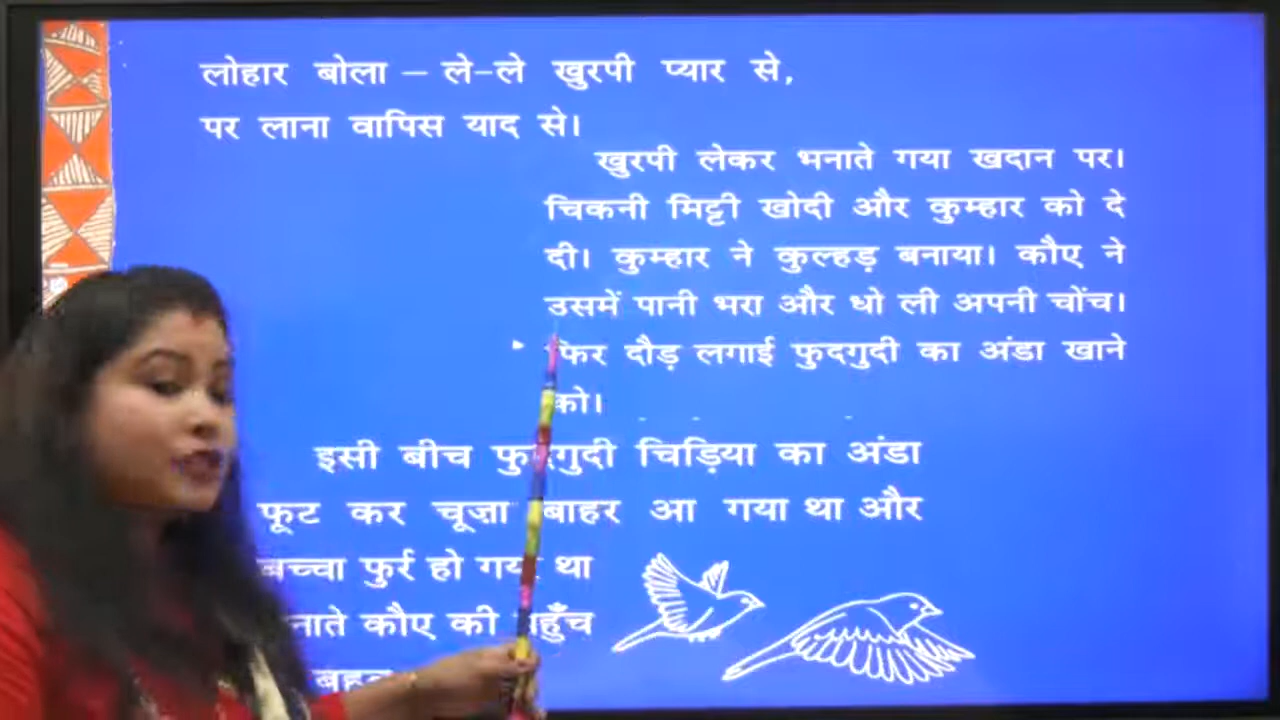 लोहार बोला – ले-ले खुरपी प्यार से,
पर लाना वापिस याद से।
खुरपी लेकर भनाते गया खदान पर।
चिकनी मिट्टी खोदी और कुम्हार को दे
दी। कुम्हार ने कुल्हड़ बनाया। कौए ने
उसमें पानी भरा और धो ली अपनी चोंच।
फिर दौड़ लगाई फुदगुदी का अंडा खाने
को।
इसी बीच फुदगुदी चिड़िया का अंडा
फूट कर चूज़ा बाहर आ गया था और
बच्चा फुर्र हो गया था
कौए की